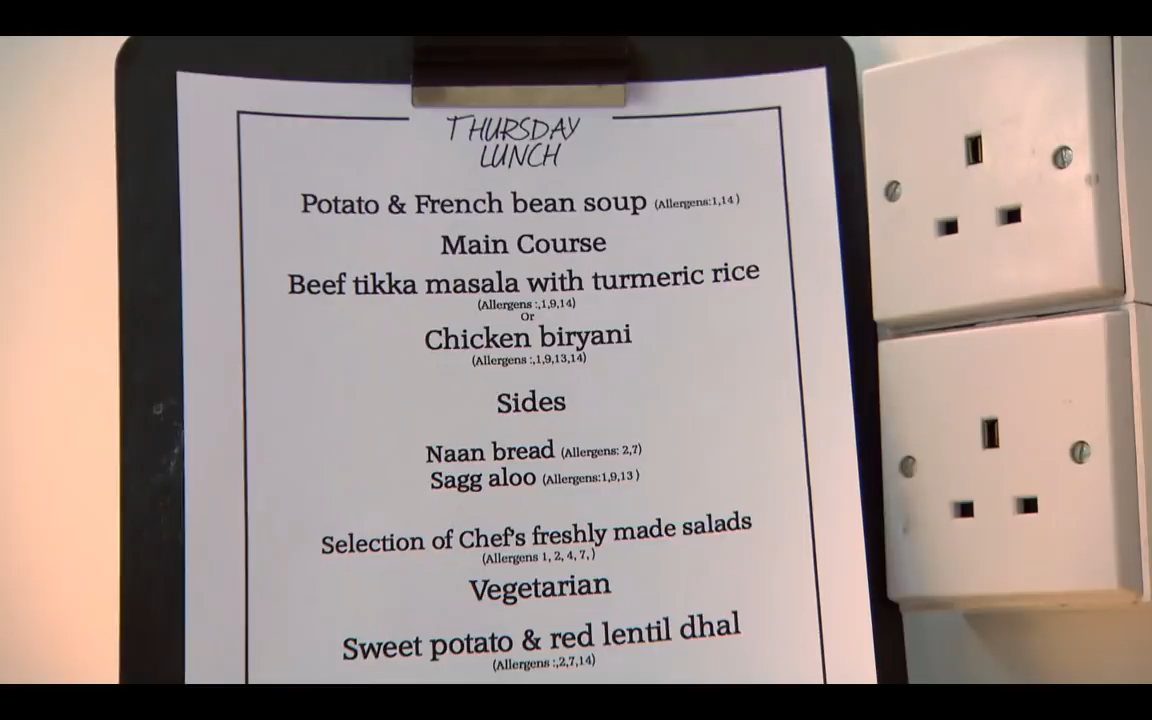 THURSDAY
LUNCH
Potato & French bean soup (Allergens:1,14)
Main Course
Beef tikka masala with turmeric rice
(Allergens :,1,9,14)
Or
Chicken biryani
(Allergens :,1,9,13,14)
Sides
Naan bread (Allergens: 2,7)
Sagg aloo (Allergens:1,9,13 )
Selection of Chef's freshly made salads
(Allergens 1, 2, 4, 7, )
Vegetarian
Sweet potato & red lentil dhal
(Allergens :,2,7,14)